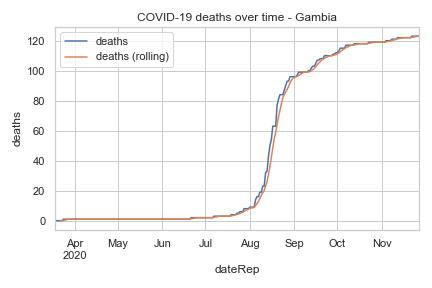 COVID-19 deaths over time - Gambia
deaths
deaths (rolling)
120
100
80
60
40
20
0
deaths
Apr May Jun Jul Aug Sep Oct Nov
2020
dateRep